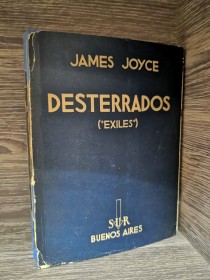 JAMES JOYCE
DESTERRADOS
("EXILES")
SUR
BUENOS AIRES